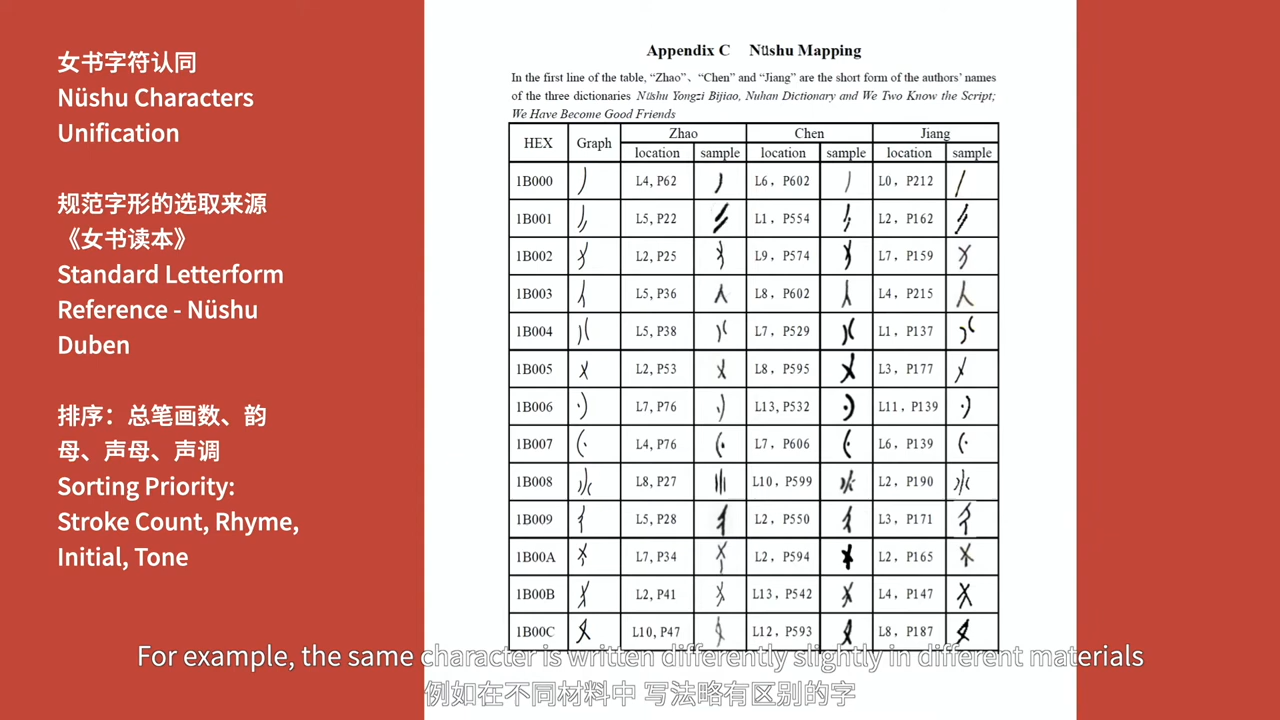 女书字符认同
Nüshu Characters
Unification
规范字形的选取来源
《女书读本》
Standard Letterform
Reference - Nüshu
Duben
排序：总笔画数、韵
母、声母、声调
Sorting Priority:
Stroke Count, Rhyme,
Initial, Tone
Appendix C Nüshu Mapping
In the first line of the table, “Zhao”、“Chen” and “Jiang” are the short form of the authors’ names
of the three dictionaries Nüshu Yongzi Bijiao, Nuhan Dictionary and We Two Know the Script;
We Have Become Good Friends
HEX Graph Zhao Chen Jiang
location sample location sample location sample
1B000 L4, P62 L6，P602 L0，P212
1B001 L5, P22 L1，P554 L2，P162
1B002 L2, P25 L9，P574 L7，P159
1B003 L5, P36 L8，P602 L4，P215
1B004 L5, P38 L7，P529 L1，P137
1B005 L2, P53 L8，P595 L3，P177
1B006 L7, P76 L13, P532 L11，P139
1B007 L4, P76 L7，P606 L6，P139
1B008 L8, P27 L10，P599 L2，P190
1B009 L5, P28 L2，P550 L3，P171
1B00A L7, P34 L2，P594 L2，P165
1B00B L2, P41 L13，P542 L4，P147
1B00C L10, P47 L12，P593 L8，P187
For example, the same character is written differently slightly in different materials
例如在不同材料中 写法略有区别的字